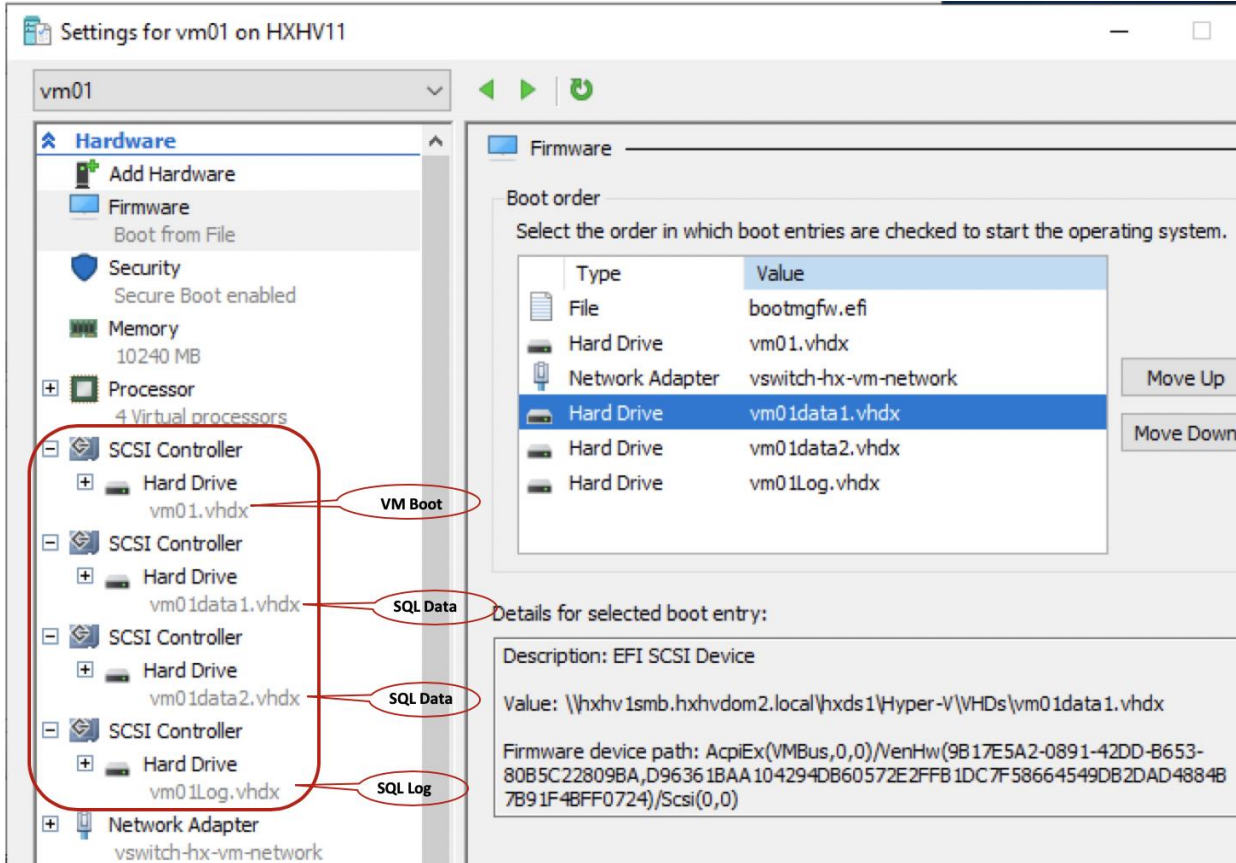 Settings for vm01 on HXHV11
vm01
Hardware
Add Hardware
Firmware
Boot from File
Security
Secure Boot enabled
Memory
10240 MB
Processor
4 Virtual processors
SCSI Controller
Hard Drive
vm01.vhdx
VM Boot
SCSI Controller
Hard Drive
vm01data1.vhdx
SQL Data
SCSI Controller
Hard Drive
vm01data2.vhdx
SQL Data
SCSI Controller
Hard Drive
vm01Log.vhdx
SQL Log
Network Adapter
vswitch-hx-vm-network
Firmware
Boot order
Select the order in which boot entries are checked to start the operating system.
Type Value
File bootmgfw.efi
Hard Drive vm01.vhdx
Network Adapter vswitch-hx-vm-network
Hard Drive vm01data1.vhdx
Hard Drive vm01data2.vhdx
Hard Drive vm01Log.vhdx
Move Up
Move Down
Details for selected boot entry:
Description: EFI SCSI Device
Value: \\hxhv1smb.hxhvdom2.local\hxds1\Hyper-V\VHDs\vm01data1.vhdx
Firmware device path: AcpiEx(VMBus,0,0)/VenHw(9B17E5A2-0891-42DD-B653-
80B5C22809BA,D96361BAA104294DB60572E2FFB1DC7F58664549DB2DAD4884B
7B91F4BFF0724)/Scsi(0,0)